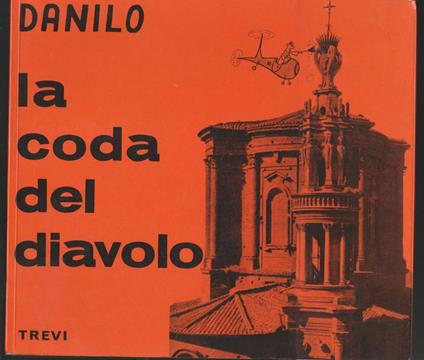 DANILO
la
coda
del
diavolo
TREVI